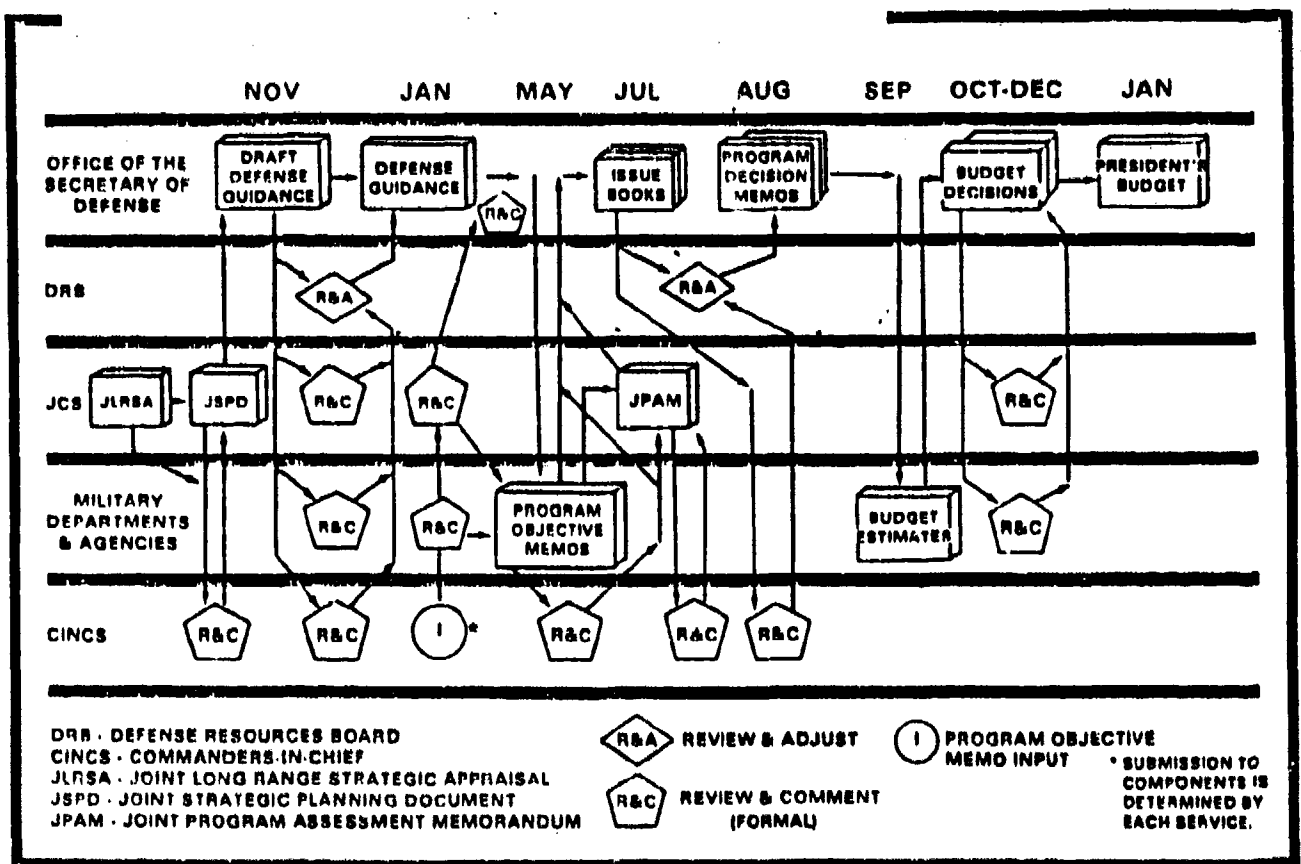 NOV JAN MAY JUL AUG SEP OCT-DEC JAN
OFFICE OF THE
SECRETARY OF
DEFENSE
DRAFT
DEFENSE
GUIDANCE
DEFENSE
GUIDANCE
R&C
ISSUE
BOOKS
PROGRAM
DECISION
MEMOS
BUDGET
DECISIONS
PRESIDENT'S
BUDGET
DRB
R&A
R&A
JCS
JLRSA
JSPD
R&C
R&C
JPAM
R&C
MILITARY
DEPARTMENTS
& AGENCIES
R&C
R&C
PROGRAM
OBJECTIVE
MEMOS
BUDGET
ESTIMATES
R&C
CINCS
R&C
R&C
I *
R&C
R&C
R&C
DRB - DEFENSE RESOURCES BOARD
CINCS - COMMANDERS-IN-CHIEF
JLRSA - JOINT LONG RANGE STRATEGIC APPRAISAL
JSPD - JOINT STRATEGIC PLANNING DOCUMENT
JPAM - JOINT PROGRAM ASSESSMENT MEMORANDUM
R&A REVIEW & ADJUST
R&C REVIEW & COMMENT
(FORMAL)
I PROGRAM OBJECTIVE
MEMO INPUT
* SUBMISSION TO
COMPONENTS IS
DETERMINED BY
EACH SERVICE.